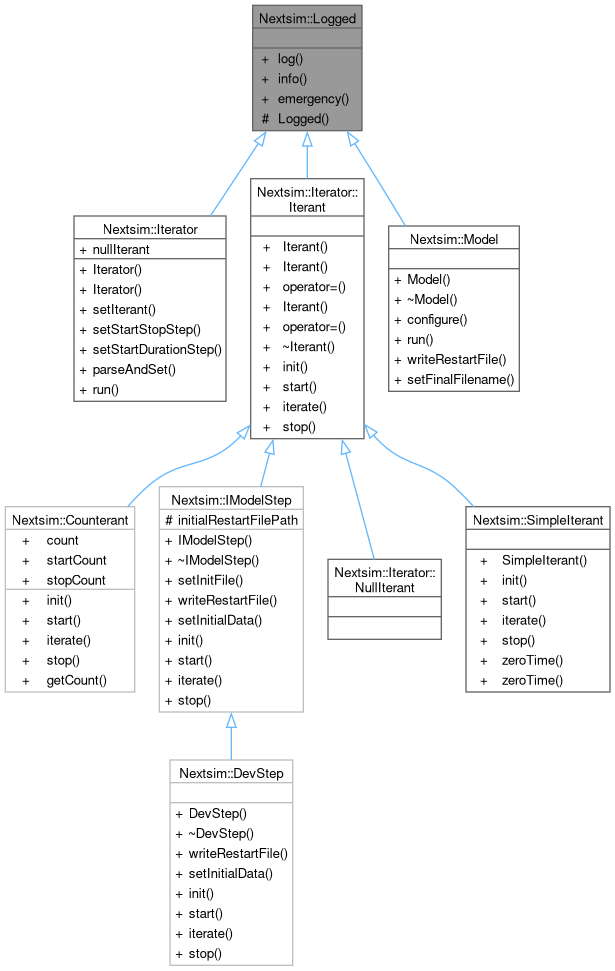 Nextsim::Logged
+ log()
+ info()
+ emergency()
# Logged()
Nextsim::Iterator
+ nullIterant
+ Iterator()
+ Iterator()
+ setIterant()
+ setStartStopStep()
+ setStartDurationStep()
+ parseAndSet()
+ run()
Nextsim::Iterator::
Iterant
+ Iterant()
+ Iterant()
+ operator=()
+ Iterant()
+ operator=()
+ ~Iterant()
+ init()
+ start()
+ iterate()
+ stop()
Nextsim::Model
+ Model()
+ ~Model()
+ configure()
+ run()
+ writeRestartFile()
+ setFinalFilename()
Nextsim::Counterant
+ count
+ startCount
+ stopCount
+ init()
+ start()
+ iterate()
+ stop()
+ getCount()
Nextsim::IModelStep
# initialRestartFilePath
+ IModelStep()
+ ~IModelStep()
+ setInitFile()
+ writeRestartFile()
+ setInitialData()
+ init()
+ start()
+ iterate()
+ stop()
Nextsim::Iterator::
NullIterant
Nextsim::SimpleIterant
+ SimpleIterant()
+ init()
+ start()
+ iterate()
+ stop()
+ zeroTime()
+ zeroTime()
Nextsim::DevStep
+ DevStep()
+ ~DevStep()
+ writeRestartFile()
+ setInitialData()
+ init()
+ start()
+ iterate()
+ stop()